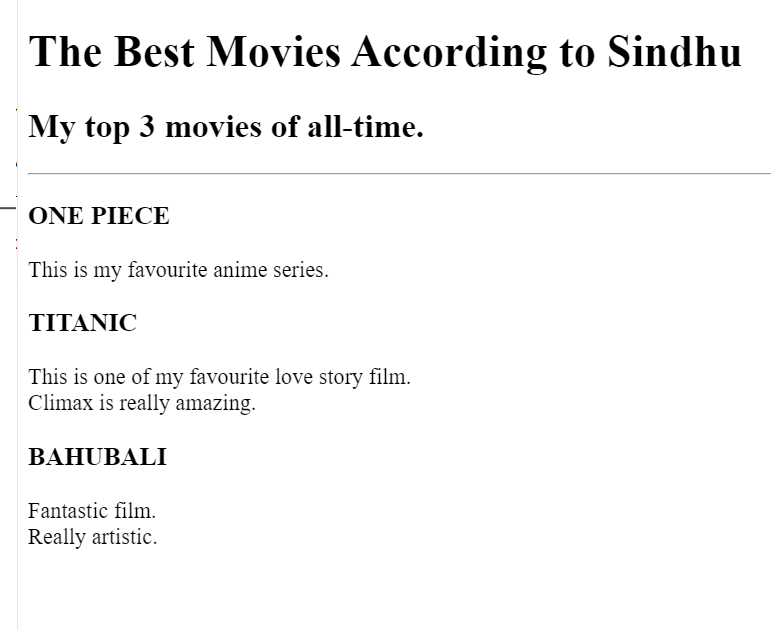 The Best Movies According to Sindhu
My top 3 movies of all-time.
ONE PIECE
This is my favourite anime series.
TITANIC
This is one of my favourite love story film.
Climax is really amazing.
BAHUBALI
Fantastic film.
Really artistic.